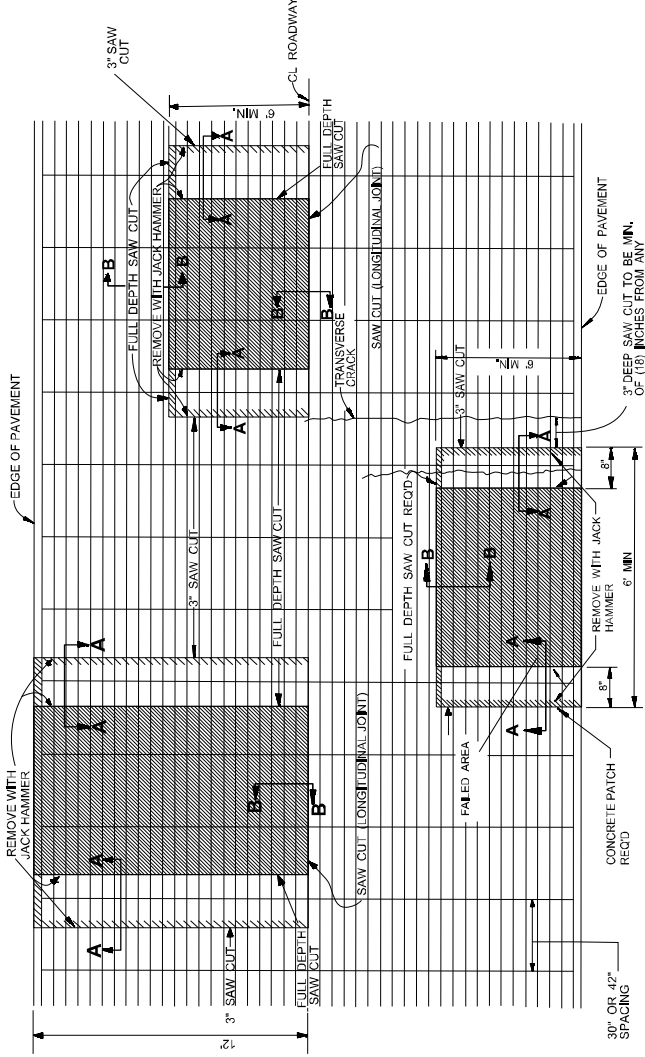 EDGE OF PAVEMENT
3" SAW
CUT
CL ROADWAY
6' MIN.
FULL DEPTH SAW CUT
REMOVE WITH JACK HAMMER
A
A
B
B
A
A
B
B
FULL DEPTH
SAW CUT
SAW CUT (LONGITUDINAL JOINT)
TRANSVERSE
CRACK
3" SAW CUT
FULL DEPTH SAW CUT
REMOVE WITH
JACK HAMMER
A
A
A
A
B
B
12'
3" SAW CUT
FULL DEPTH
SAW CUT
SAW CUT (LONGITUDINAL JOINT)
FULL DEPTH SAW CUT REQ'D
B
B
3" SAW CUT
6' MIN.
EDGE OF PAVEMENT
3" DEEP SAW CUT TO BE MIN.
OF (18) INCHES FROM ANY
A
A
A
A
FAILED AREA
8"
8"
REMOVE WITH JACK
HAMMER
6' MIN
CONCRETE PATCH
REQ'D
30" OR 42"
SPACING